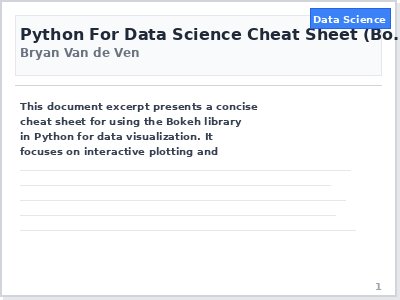 Data Science
Python For Data Science Cheat Sheet (Bo.
Bryan Van de Ven
This document excerpt presents a concise
cheat sheet for using the Bokeh library
in Python for data visualization. It
focuses on interactive plotting and
1